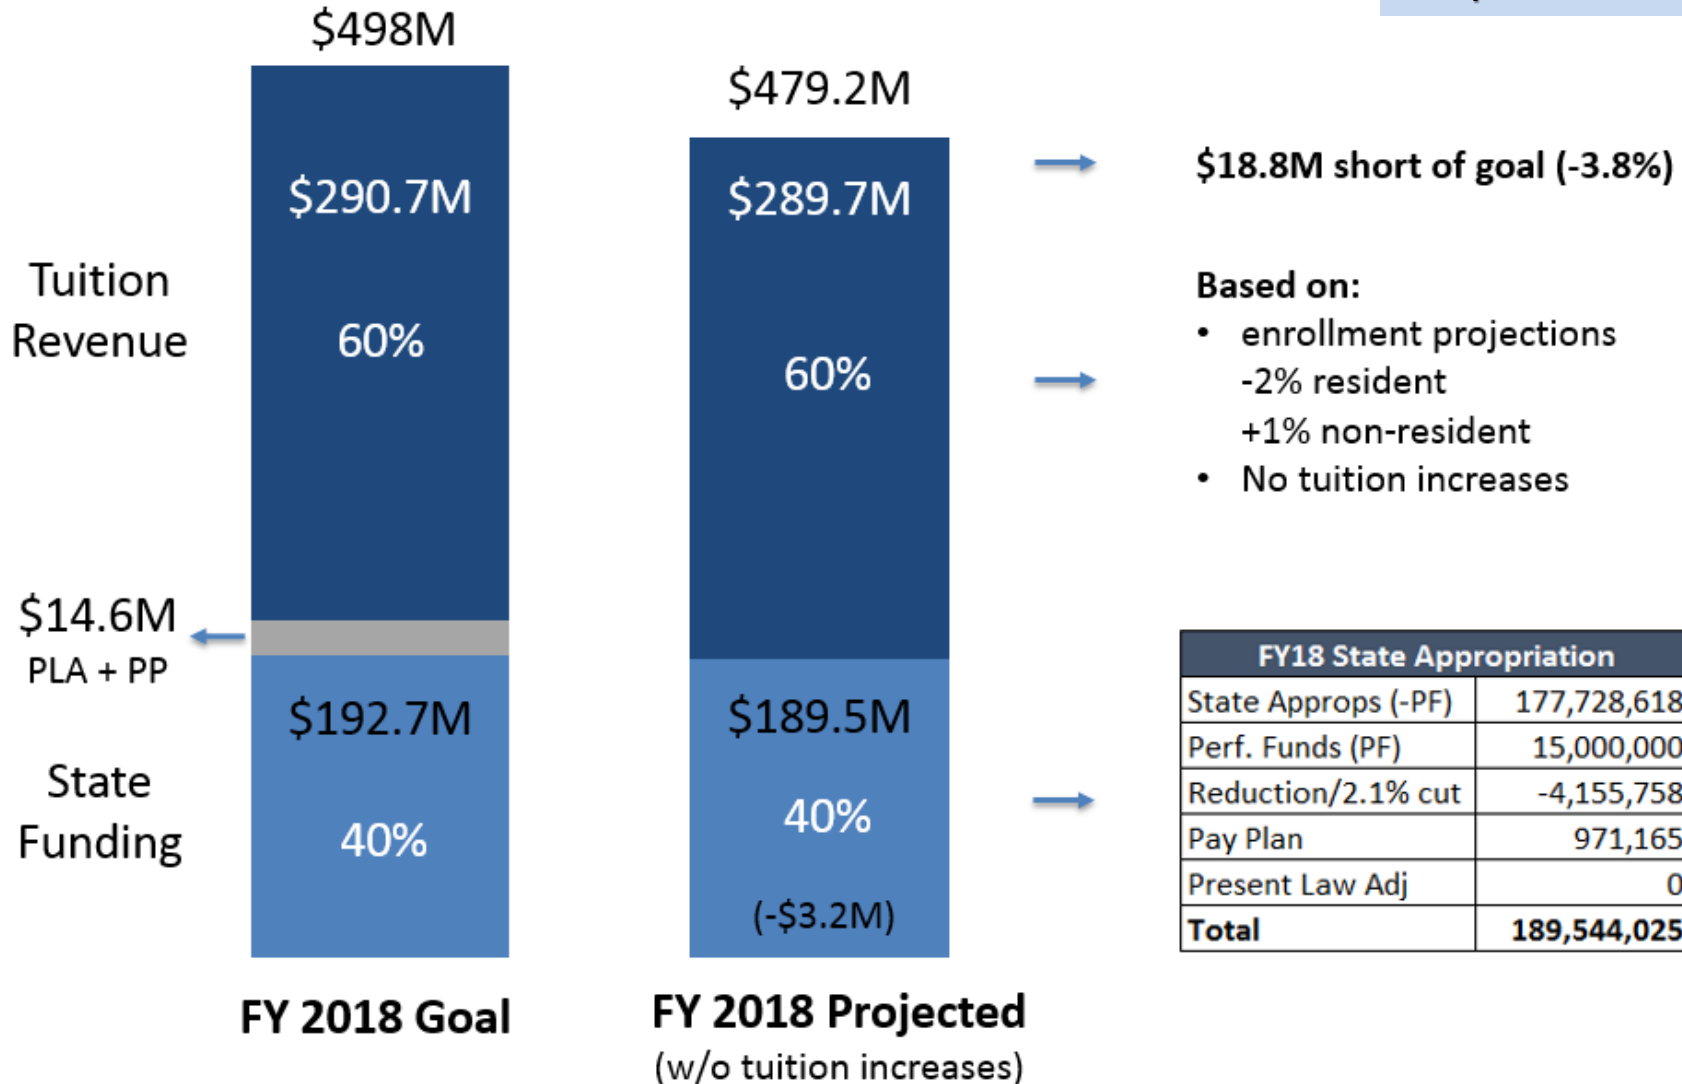 $498M
$479.2M
$290.7M
$289.7M
$18.8M short of goal (-3.8%)
Tuition
Revenue
60%
60%
Based on:
• enrollment projections
-2% resident
+1% non-resident
• No tuition increases
$14.6M
PLA + PP
$192.7M
$189.5M
State
Funding
40%
40%
(-$3.2M)
FY18 State Appropriation
State Approps (-PF) 177,728,618
Perf. Funds (PF) 15,000,000
Reduction/2.1% cut -4,155,758
Pay Plan 971,165
Present Law Adj 0
Total 189,544,025
FY 2018 Goal
FY 2018 Projected
(w/o tuition increases)